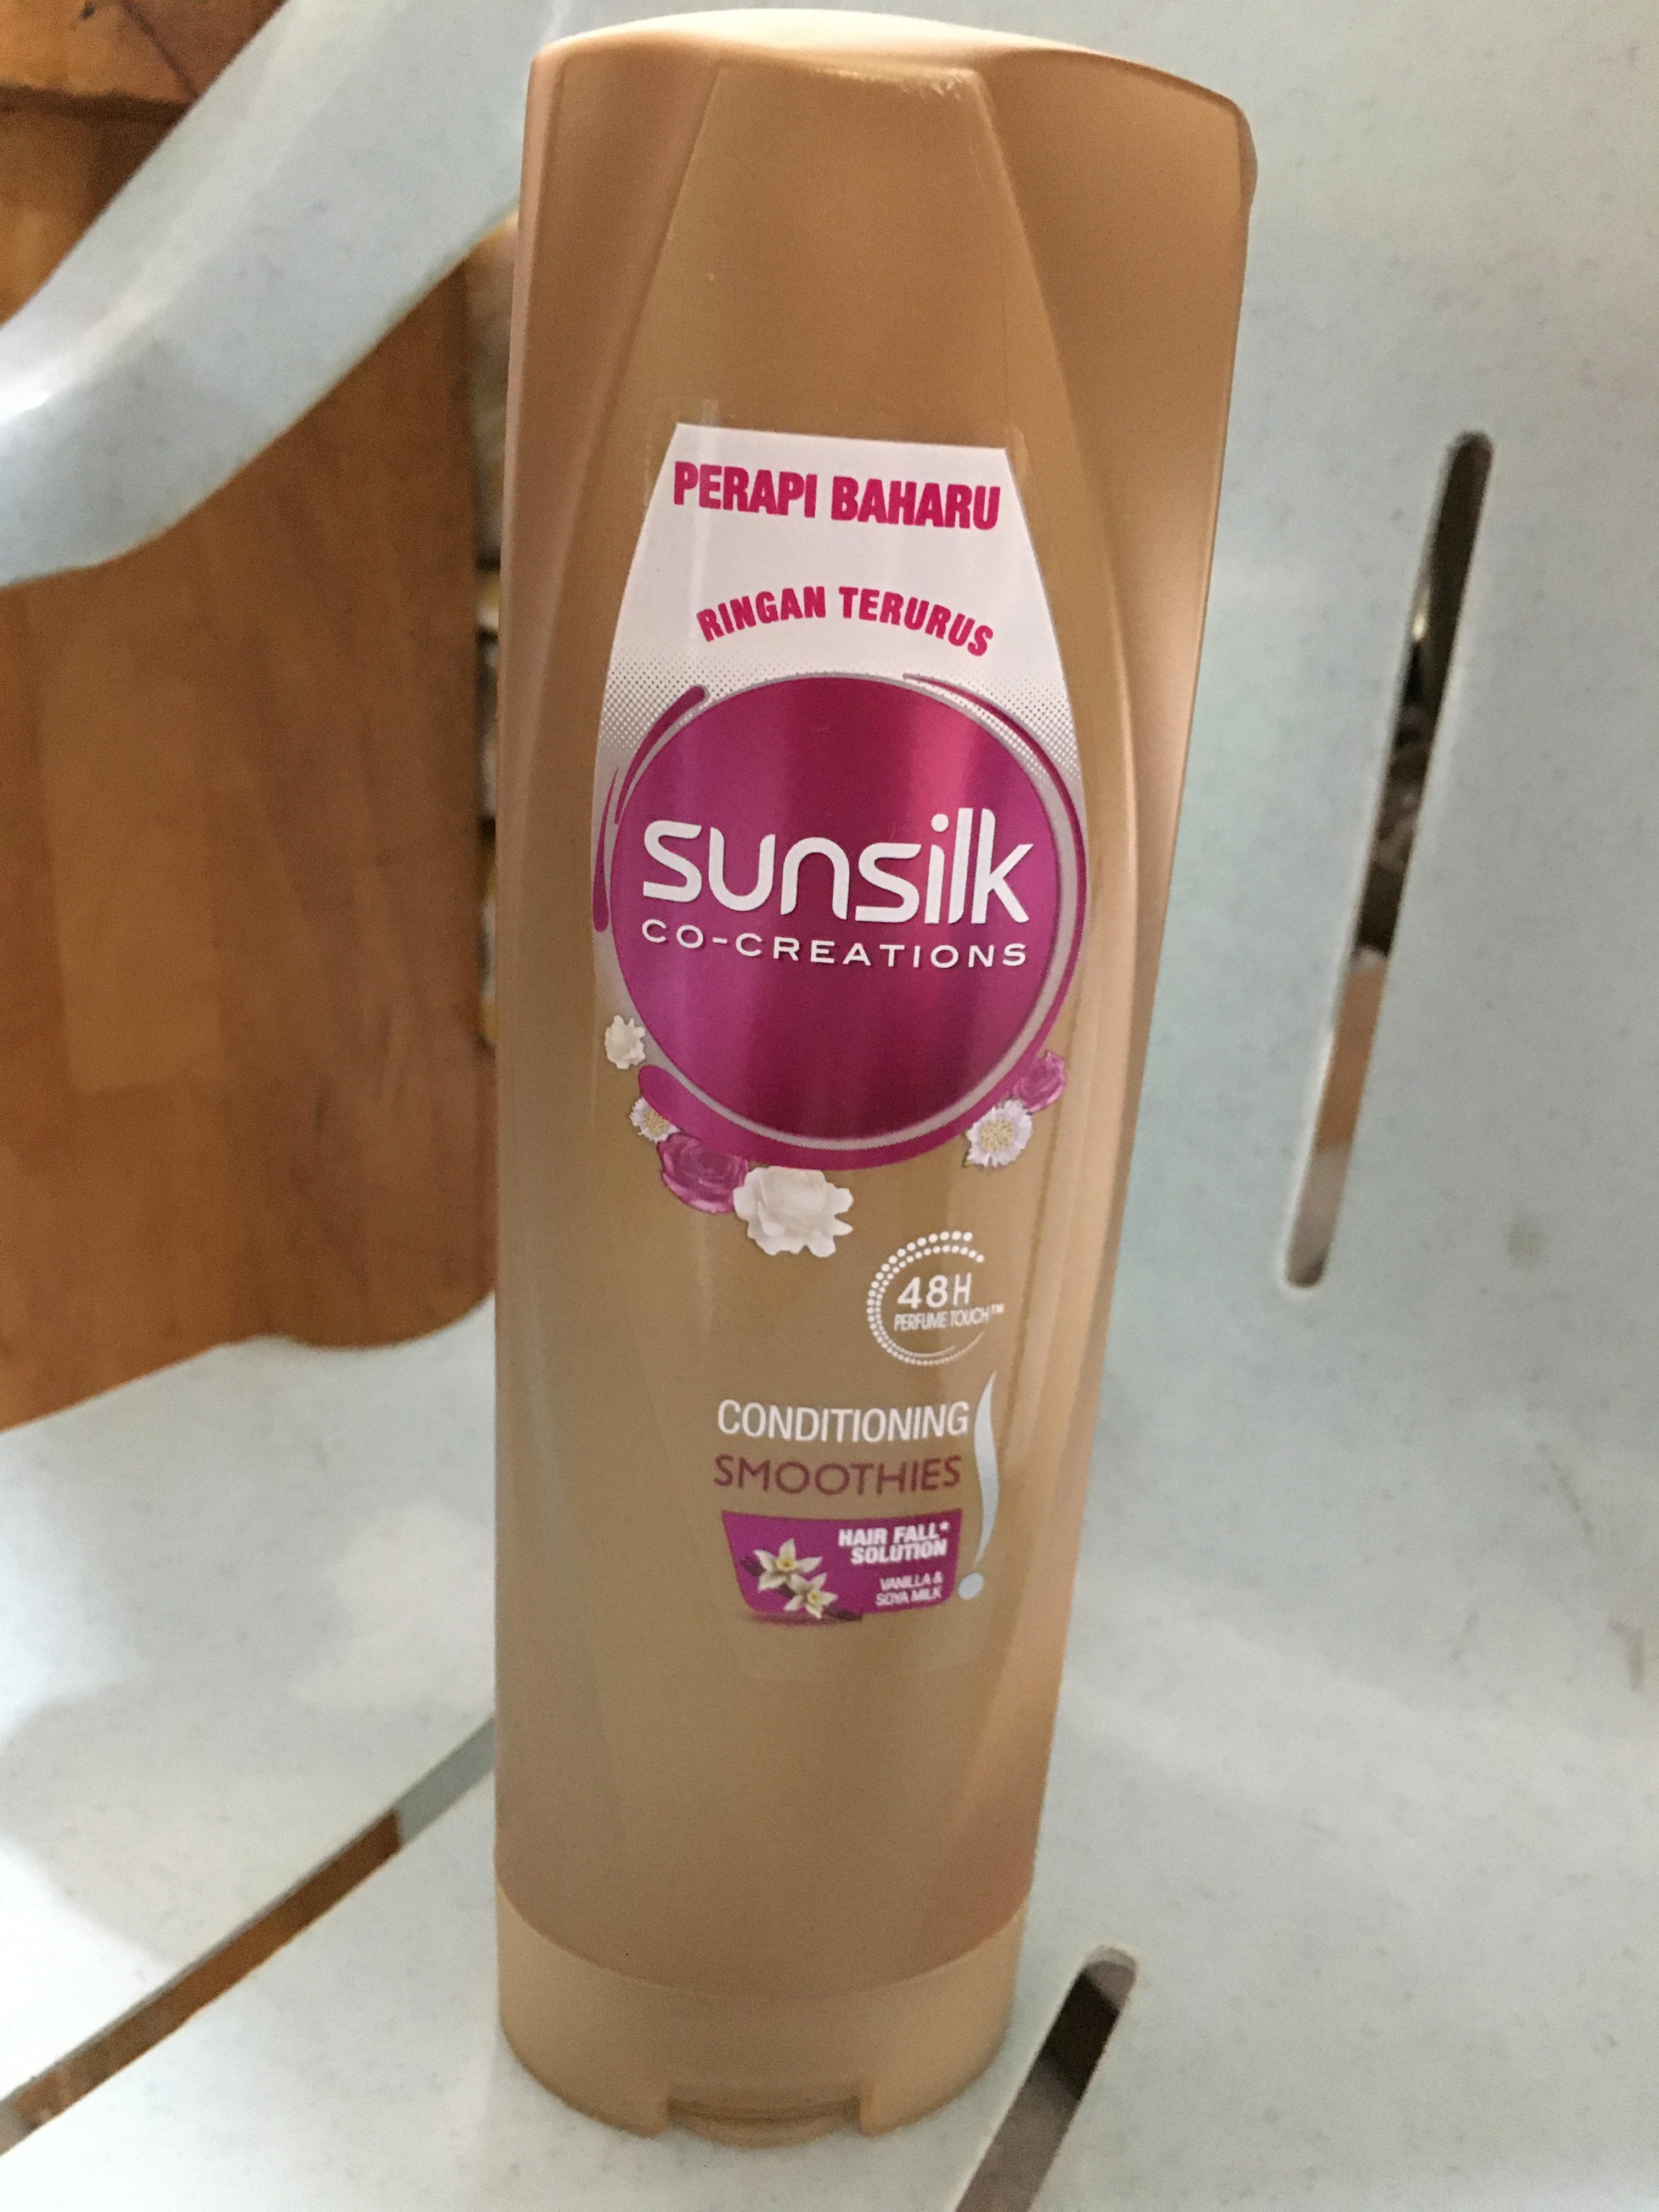 PERAPI BAHARU
RINGAN TERURUS
sunsilk
CO-CREATIONS
48H
PERFUME TOUCH™
CONDITIONING
SMOOTHIES
HAIR FALL*
SOLUTION
VANILLA &
SOYA MILK